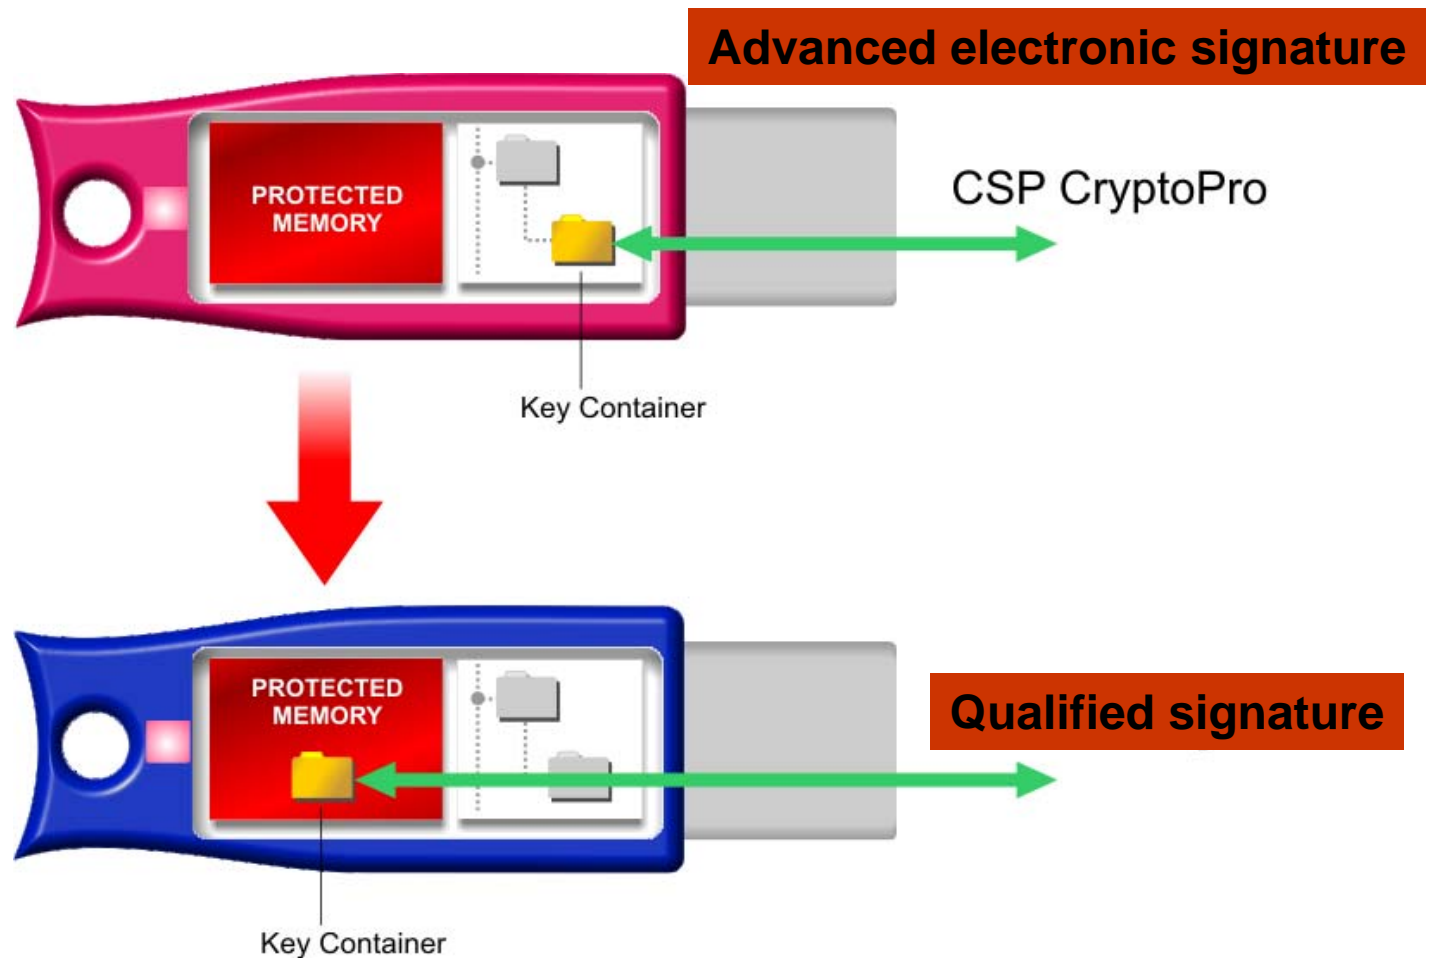 Advanced electronic signature
PROTECTED
MEMORY
CSP CryptoPro
Key Container
PROTECTED
MEMORY
Qualified signature
Key Container